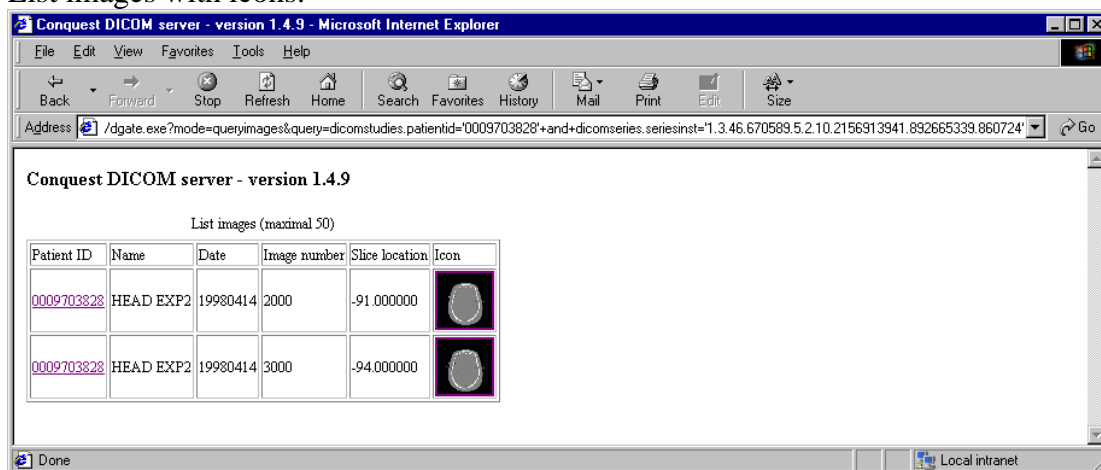 List images with icons:
Conquest DICOM server - version 1.4.9 - Microsoft Internet Explorer
File Edit View Favorites Tools Help
Back Forward Stop Refresh Home Search Favorites History Mail Print Edit Size
Address /dgate.exe?mode=queryimages&query=dicomstudies.patientid='0009703828'+and+dicomseries.seriesinst='1.3.46.670589.5.2.10.2156913941.892665339.860724' Go
Conquest DICOM server - version 1.4.9
List images (maximal 50)
Patient ID Name Date Image number Slice location Icon
0009703828 HEAD EXP2 19980414 2000 -91.000000
0009703828 HEAD EXP2 19980414 3000 -94.000000
Done Local intranet